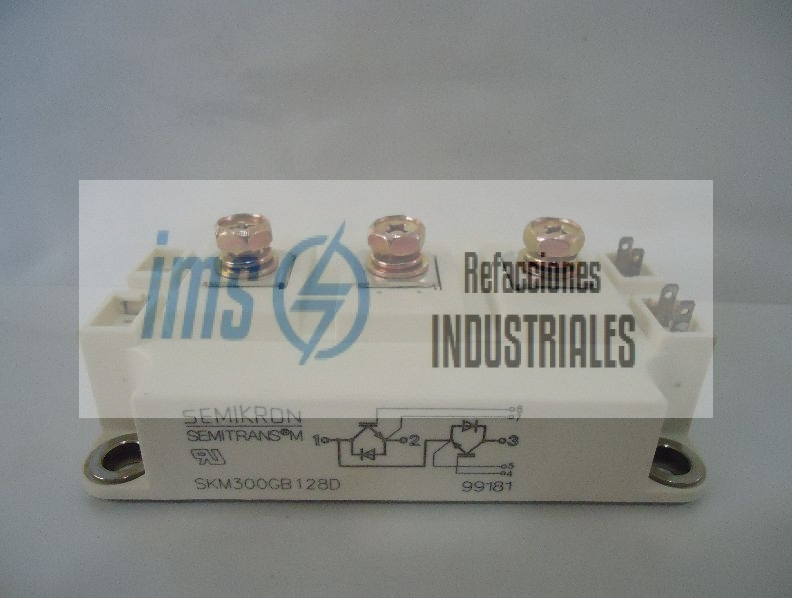 ims
Refacciones
INDUSTRIALES
SEMIKRON
SEMITRANS®M
SKM300GB128D
99181
1 2 3
6
7
5
4